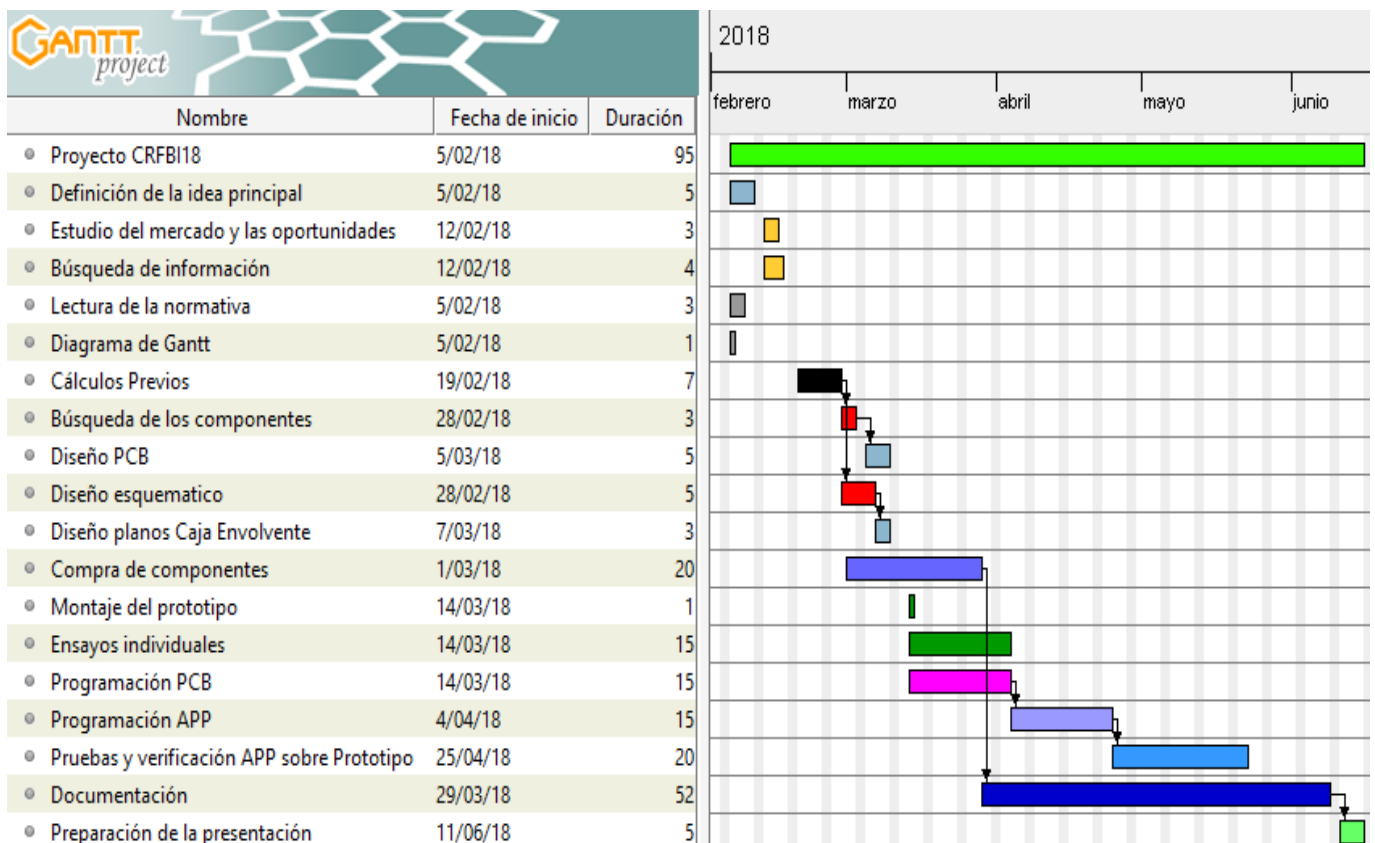 GANTT
project
2018
febrero marzo abril mayo junio
Nombre Fecha de inicio Duración
Proyecto CRFBI18 5/02/18 95
Definición de la idea principal 5/02/18 5
Estudio del mercado y las oportunidades 12/02/18 3
Búsqueda de información 12/02/18 4
Lectura de la normativa 5/02/18 3
Diagrama de Gantt 5/02/18 1
Cálculos Previos 19/02/18 7
Búsqueda de los componentes 28/02/18 3
Diseño PCB 5/03/18 5
Diseño esquematico 28/02/18 5
Diseño planos Caja Envolvente 7/03/18 3
Compra de componentes 1/03/18 20
Montaje del prototipo 14/03/18 1
Ensayos individuales 14/03/18 15
Programación PCB 14/03/18 15
Programación APP 4/04/18 15
Pruebas y verificación APP sobre Prototipo 25/04/18 20
Documentación 29/03/18 52
Preparación de la presentación 11/06/18 5